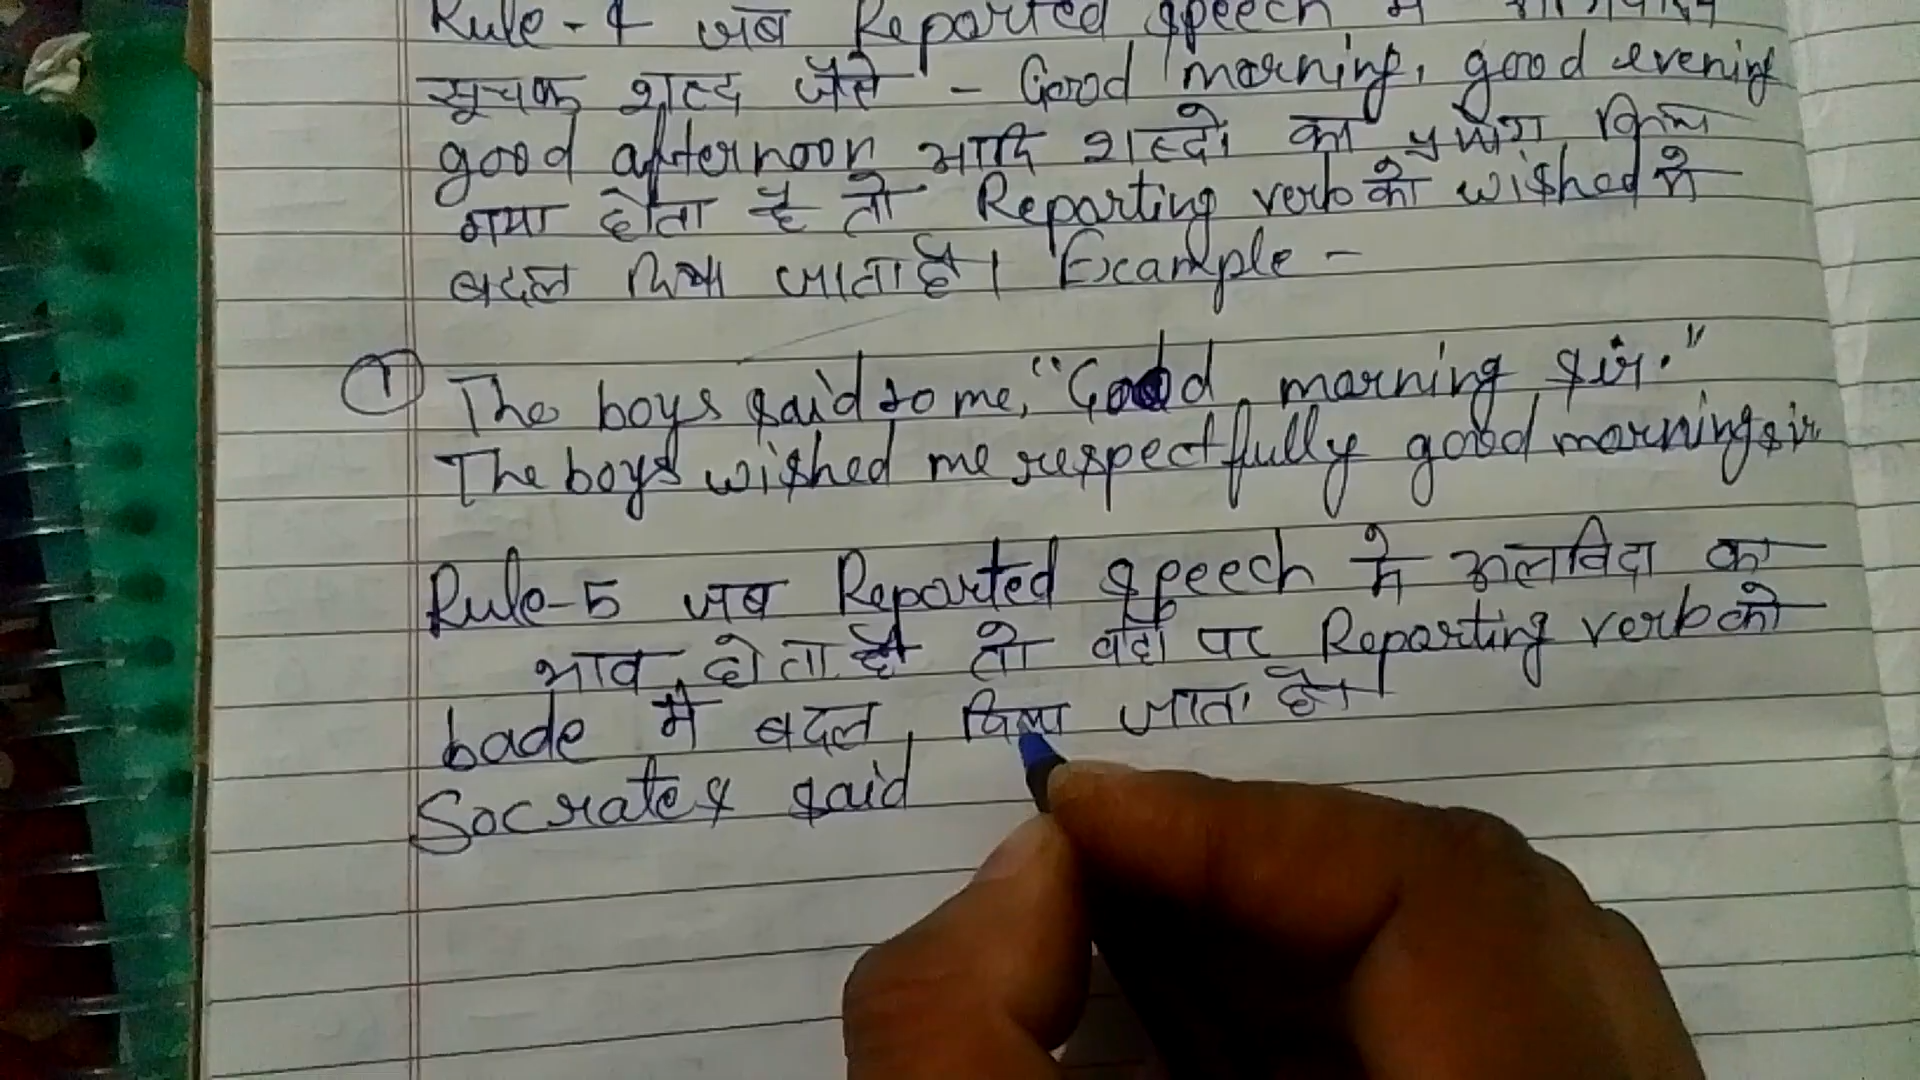 Rule-4 जब Reported speech में
सूचक शब्द जैसे - Good morning, good evening
good afternoon आदि शब्दो का प्रयोग किया
गया होता है तो Reporting verb को wished में
बदल दिया जाता है। Example -
① The boys said to me, "Good morning sir."
The boys wished me respectfully good morning sir
Rule-5 जब Reported speech में अलविदा का
भाव होता है तो वहाँ पर Reporting verb को
bade में बदल दिया जाता है।
Socrates said